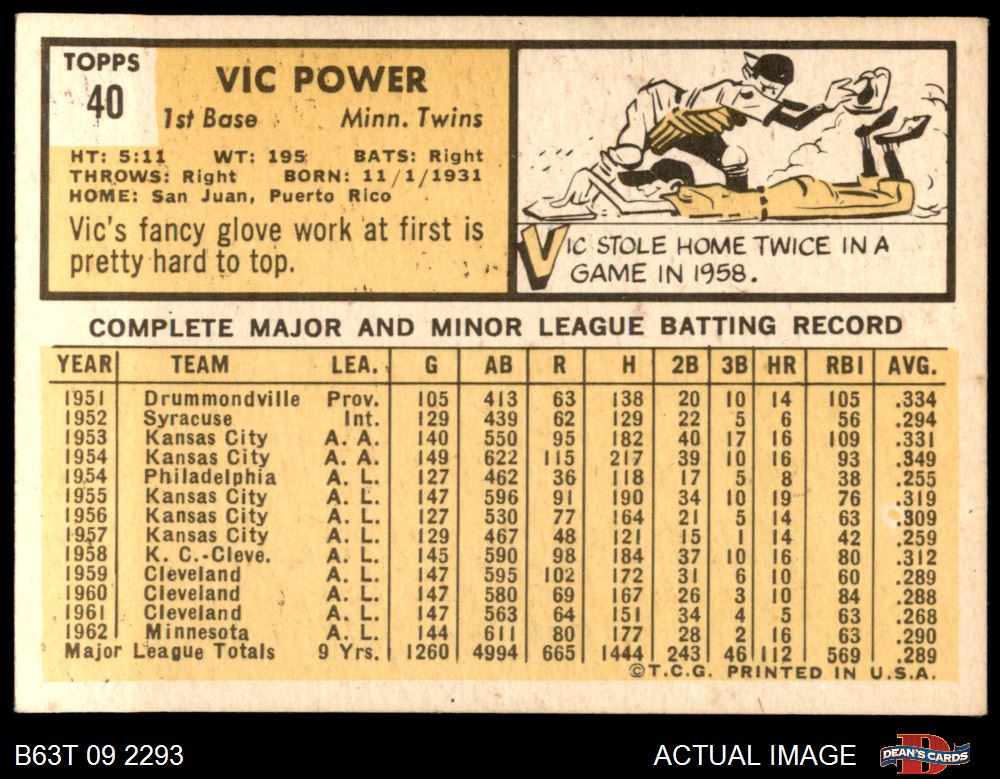 TOPPS
40
VIC POWER
1st Base Minn. Twins
HT: 5:11 WT: 195 BATS: Right
THROWS: Right BORN: 11/1/1931
HOME: San Juan, Puerto Rico
Vic's fancy glove work at first is
pretty hard to top.
VIC STOLE HOME TWICE IN A
GAME IN 1958.
COMPLETE MAJOR AND MINOR LEAGUE BATTING RECORD
YEAR TEAM LEA. G AB R H 2B 3B HR RBI AVG.
1951 Drummondville Prov. 105 413 63 138 20 10 14 105 .334
1952 Syracuse Int. 129 439 62 129 22 5 6 56 .294
1953 Kansas City A. A. 140 550 95 182 40 17 16 109 .331
1954 Kansas City A. A. 149 622 115 217 39 10 16 93 .349
1954 Philadelphia A. L. 127 462 36 118 17 5 8 38 .255
1955 Kansas City A. L. 147 596 91 190 34 10 19 76 .319
1956 Kansas City A. L. 127 530 77 164 21 5 14 63 .309
1957 Kansas City A. L. 129 467 48 121 15 1 14 42 .259
1958 K. C.-Cleve. A. L. 145 590 98 184 37 10 16 80 .312
1959 Cleveland A. L. 147 595 102 172 31 6 10 60 .289
1960 Cleveland A. L. 147 580 69 167 26 3 10 84 .288
1961 Cleveland A. L. 147 563 64 151 34 4 5 63 .268
1962 Minnesota A. L. 144 611 80 177 28 2 16 63 .290
Major League Totals 9 Yrs. 1260 4994 665 1444 243 46 112 569 .289
©T.C.G. PRINTED IN U.S.A.
B63T 09 2293 ACTUAL IMAGE DEAN'S CARDS